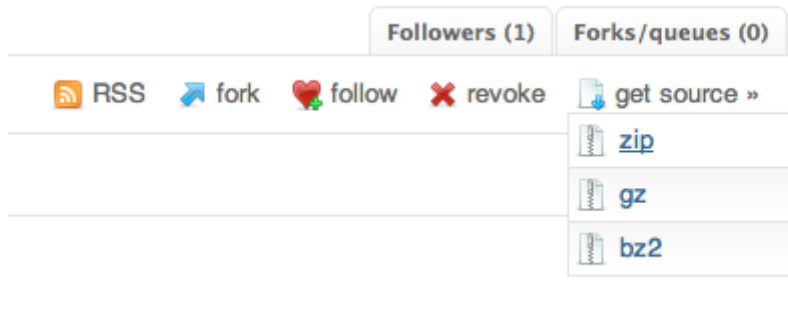 Followers (1) Forks/queues (0)
RSS fork follow revoke get source »
zip
gz
bz2